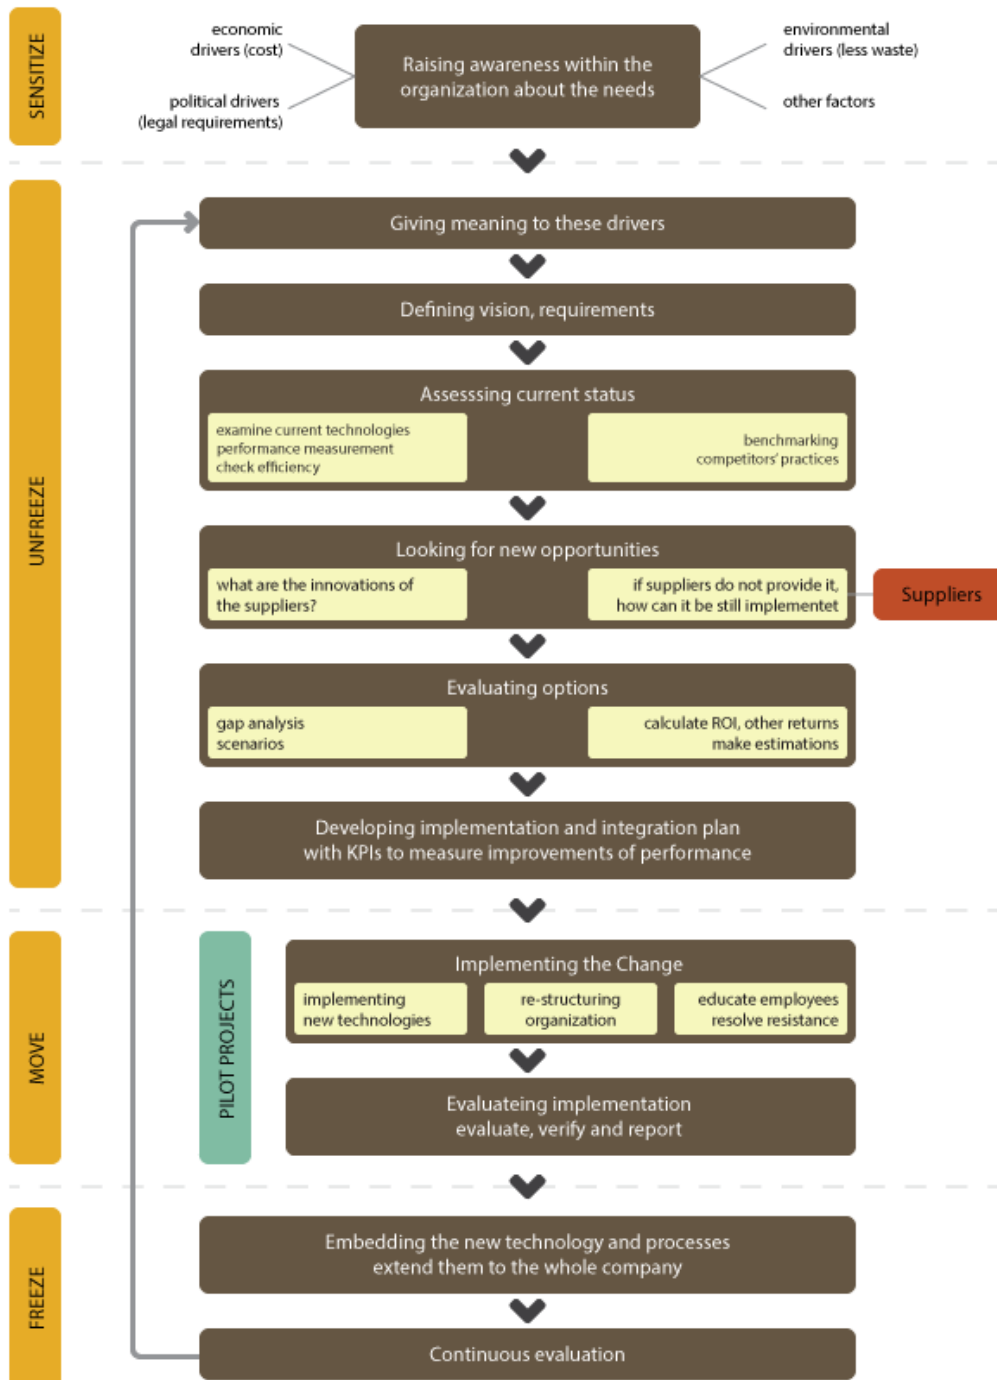 SENSITIZE
economic
drivers (cost)
political drivers
(legal requirements)
Raising awareness within the
organization about the needs
environmental
drivers (less waste)
other factors
UNFREEZE
Giving meaning to these drivers
Defining vision, requirements
Assesssing current status
examine current technologies
performance measurement
check efficiency
benchmarking
competitors' practices
Looking for new opportunities
what are the innovations of
the suppliers?
if suppliers do not provide it,
how can it be still implementet
Suppliers
Evaluating options
gap analysis
scenarios
calculate ROI, other returns
make estimations
Developing implementation and integration plan
with KPIs to measure improvements of performance
MOVE
PILOT PROJECTS
Implementing the Change
implementing
new technologies
re-structuring
organization
educate employees
resolve resistance
Evaluateing implementation
evaluate, verify and report
FREEZE
Embedding the new technology and processes
extend them to the whole company
Continuous evaluation